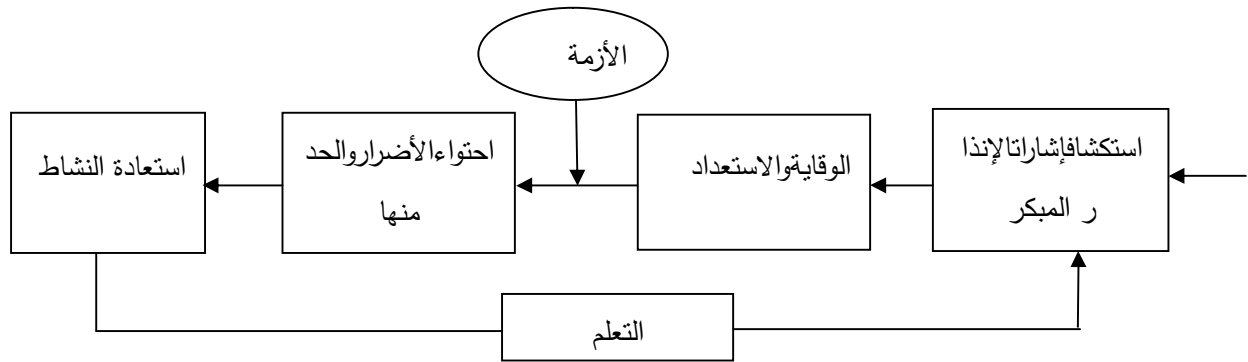 الأزمة
استكشافإشاراتالإنذا
ر المبكر
الوقايةوالاستعداد
احتواءالأضراروالحد
منها
استعادة النشاط
التعلم